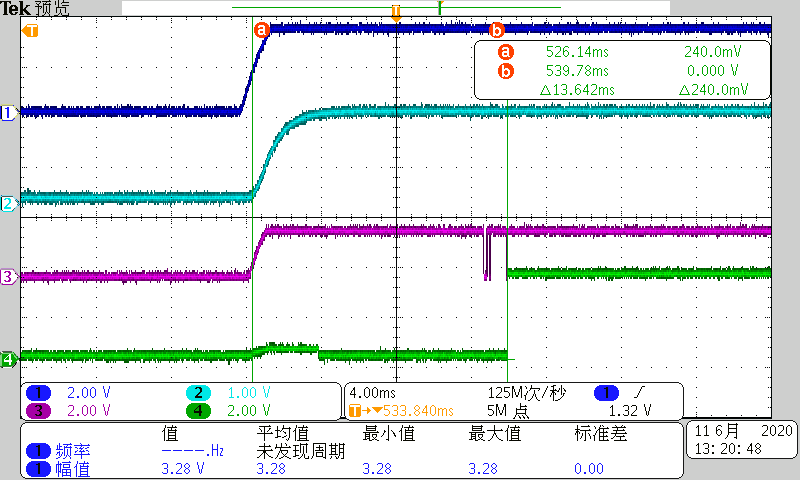 Tek 预览
T
T
a
b
a 526.14ms 240.0mV
b 539.78ms 0.000 V
△13.642ms △240.0mV
1
2
3
4
1 2.00 V 2 1.00 V
3 2.00 V 4 2.00 V
4.00ms 125M次/秒 1 1.32 V
T→▼533.840ms 5M 点
值 平均值 最小值 最大值 标准差
1 频率 ----.Hz 未发现周期
1 幅值 3.28 V 3.28 3.28 3.28 0.00
11 6月 2020
13: 20: 48